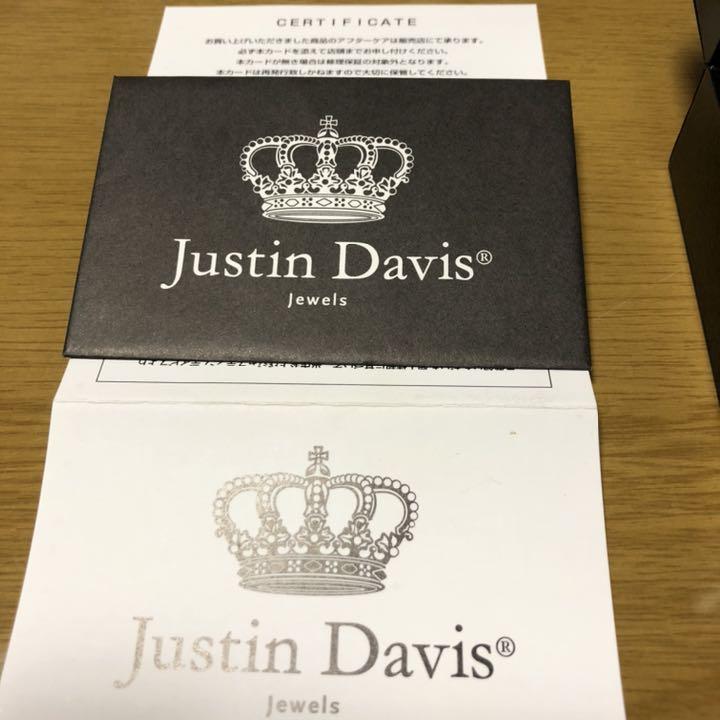 CERTIFICATE
お買い上げいただきました商品のアフターケアは販売店にて承ります。
必ず本カードを添えて店頭までお申し付けください。
本カードが無き場合は修理保証の対象外となります。
本カードは再発行致しかねますので大切に保管してください。
Justin Davis®
Jewels
Justin Davis®
Jewels